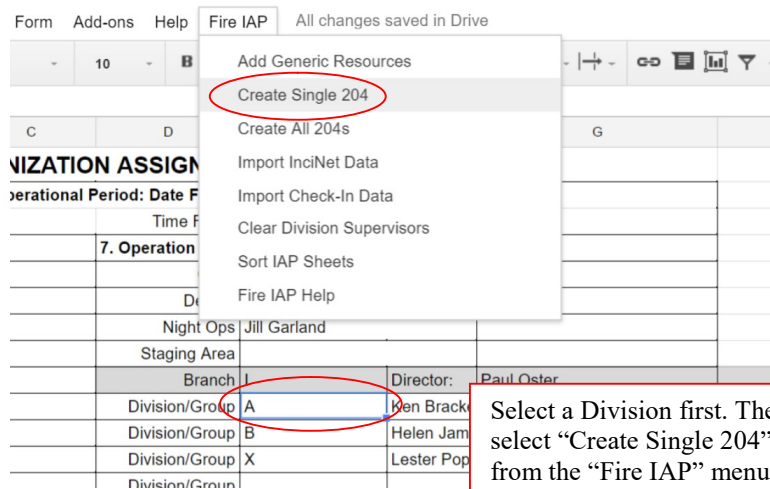 Form Add-ons Help Fire IAP All changes saved in Drive
10 B
Add Generic Resources
Create Single 204
Create All 204s
Import InciNet Data
Import Check-In Data
Clear Division Supervisors
Sort IAP Sheets
Fire IAP Help
C D G
NIZATION ASSIGN
perational Period: Date F
Time F
7. Operation
De
Night Ops Jill Garland
Staging Area
Branch I Director: Paul Oster
Division/Group A Ken Bracke
Division/Group B Helen Jam
Division/Group X Lester Pop
Division/Group
Select a Division first. The
select “Create Single 204”
from the “Fire IAP” menu